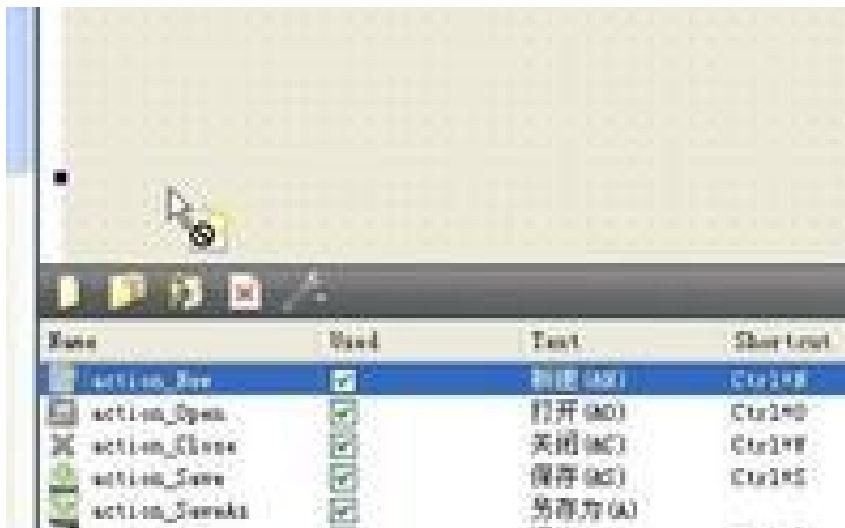 Name Used Text Shortcut
action_New 新建(&N) Ctrl+N
action_Open 打开(&O) Ctrl+O
action_Close 关闭(&C) Ctrl+W
action_Save 保存(&S) Ctrl+S
action_SaveAs 另存为(A)